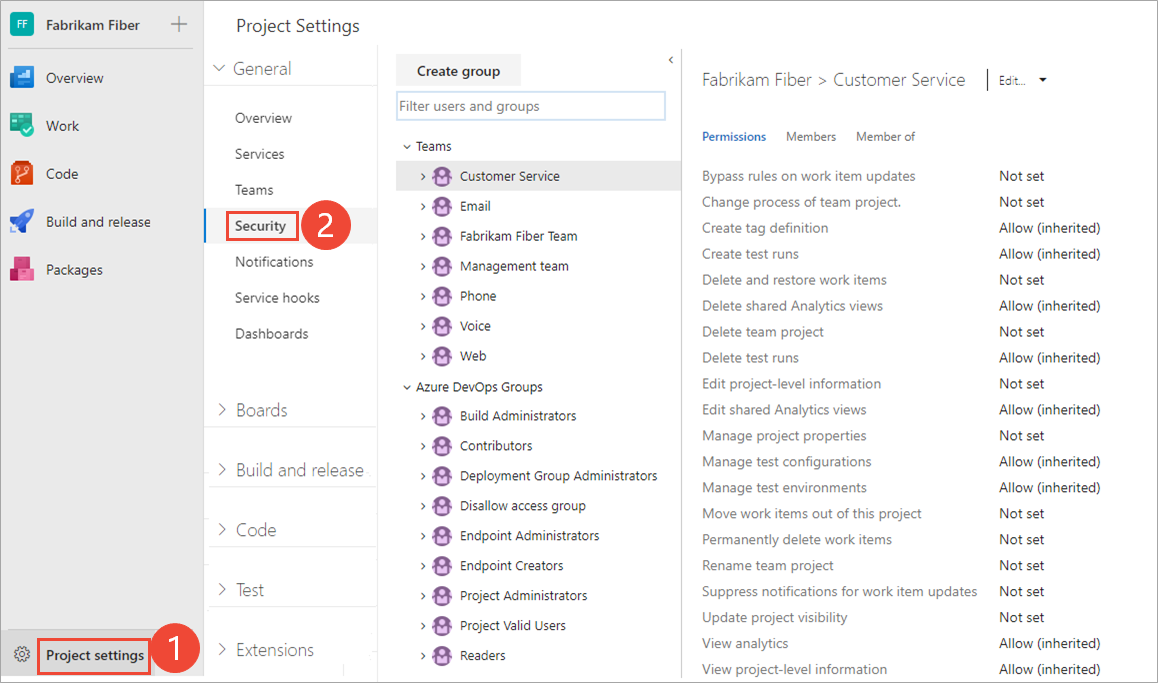 FF Fabrikam Fiber
Overview
Work
Code
Build and release
Packages
Project settings
1
Project Settings
General
Overview
Services
Teams
Security
2
Notifications
Service hooks
Dashboards
Boards
Build and release
Code
Test
Extensions
Create group
Filter users and groups
Teams
Customer Service
Email
Fabrikam Fiber Team
Management team
Phone
Voice
Web
Azure DevOps Groups
Build Administrators
Contributors
Deployment Group Administrators
Disallow access group
Endpoint Administrators
Endpoint Creators
Project Administrators
Project Valid Users
Readers
Fabrikam Fiber > Customer Service Edit...
Permissions Members Member of
Bypass rules on work item updates Not set
Change process of team project. Not set
Create tag definition Allow (inherited)
Create test runs Allow (inherited)
Delete and restore work items Not set
Delete shared Analytics views Allow (inherited)
Delete team project Not set
Delete test runs Allow (inherited)
Edit project-level information Not set
Edit shared Analytics views Allow (inherited)
Manage project properties Not set
Manage test configurations Allow (inherited)
Manage test environments Allow (inherited)
Move work items out of this project Not set
Permanently delete work items Not set
Rename team project Not set
Suppress notifications for work item updates Not set
Update project visibility Not set
View analytics Allow (inherited)
View project-level information Allow (inherited)